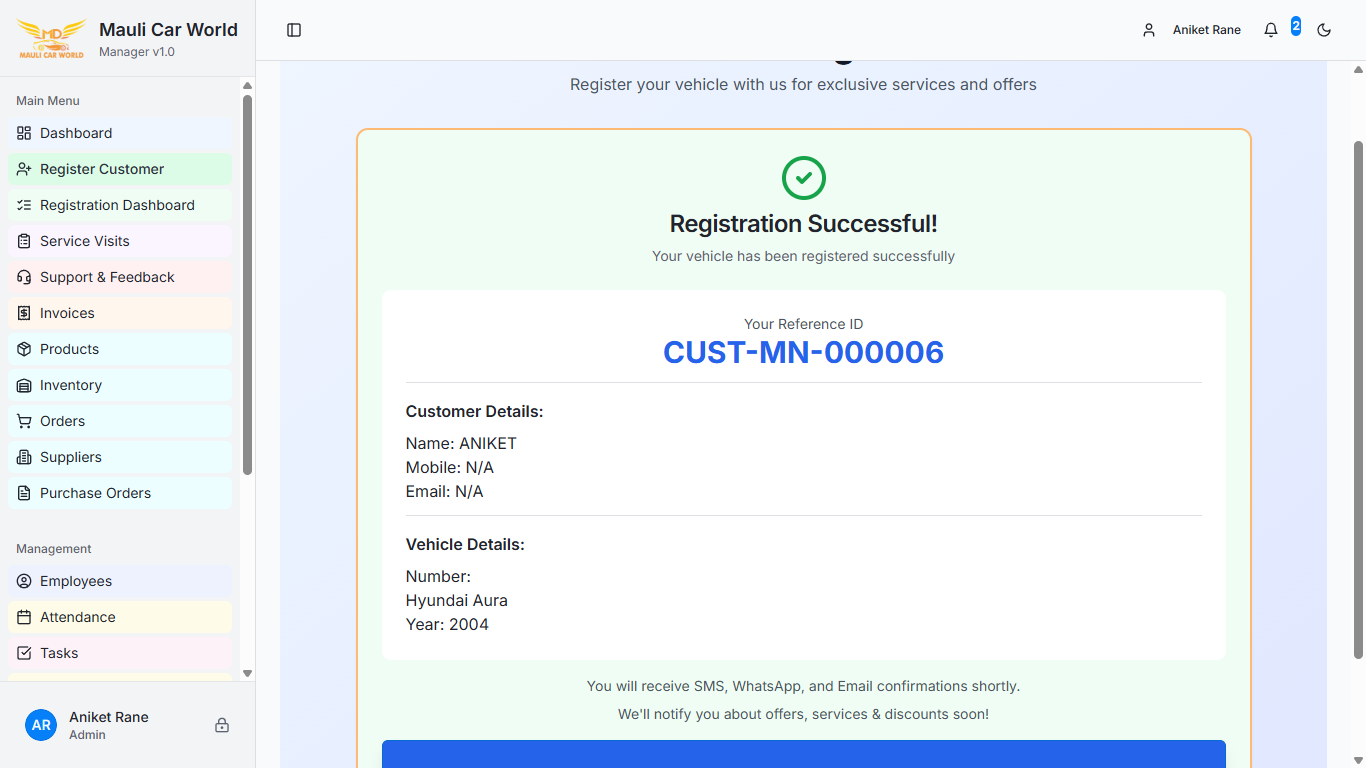 MD
MAULI CAR WORLD
Mauli Car World
Manager v1.0
Aniket Rane
2
Main Menu
Dashboard
Register Customer
Registration Dashboard
Service Visits
Support & Feedback
Invoices
Products
Inventory
Orders
Suppliers
Purchase Orders
Management
Employees
Attendance
Tasks
AR
Aniket Rane
Admin
Register your vehicle with us for exclusive services and offers
Registration Successful!
Your vehicle has been registered successfully
Your Reference ID
CUST-MN-000006
Customer Details:
Name: ANIKET
Mobile: N/A
Email: N/A
Vehicle Details:
Number:
Hyundai Aura
Year: 2004
You will receive SMS, WhatsApp, and Email confirmations shortly.
We'll notify you about offers, services & discounts soon!